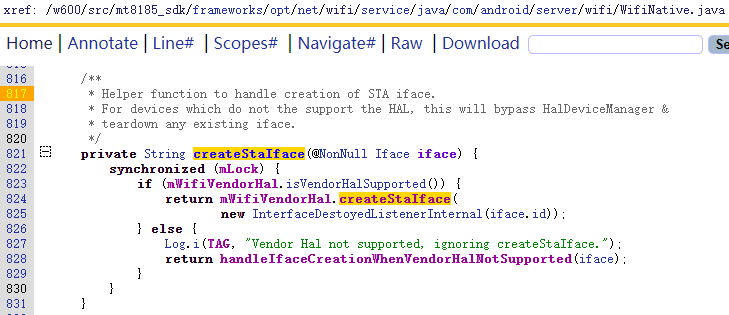 xref: /w600/src/mt8185_sdk/frameworks/opt/net/wifi/service/java/com/android/server/wifi/WifiNative.java
Home | Annotate | Line# | Scopes# | Navigate# | Raw | Download Se
816 /**
817 * Helper function to handle creation of STA iface.
818 * For devices which do not the support the HAL, this will bypass HalDeviceManager &
819 * teardown any existing iface.
820 */
821 private String createStaIface(@NonNull Iface iface) {
822 synchronized (mLock) {
823 if (mWifiVendorHal.isVendorHalSupported()) {
824 return mWifiVendorHal.createStaIface(
825 new InterfaceDestoyedListenerInternal(iface.id));
826 } else {
827 Log.i(TAG, "Vendor Hal not supported, ignoring createStaIface.");
828 return handleIfaceCreationWhenVendorHalNotSupported(iface);
829 }
830 }
831 }